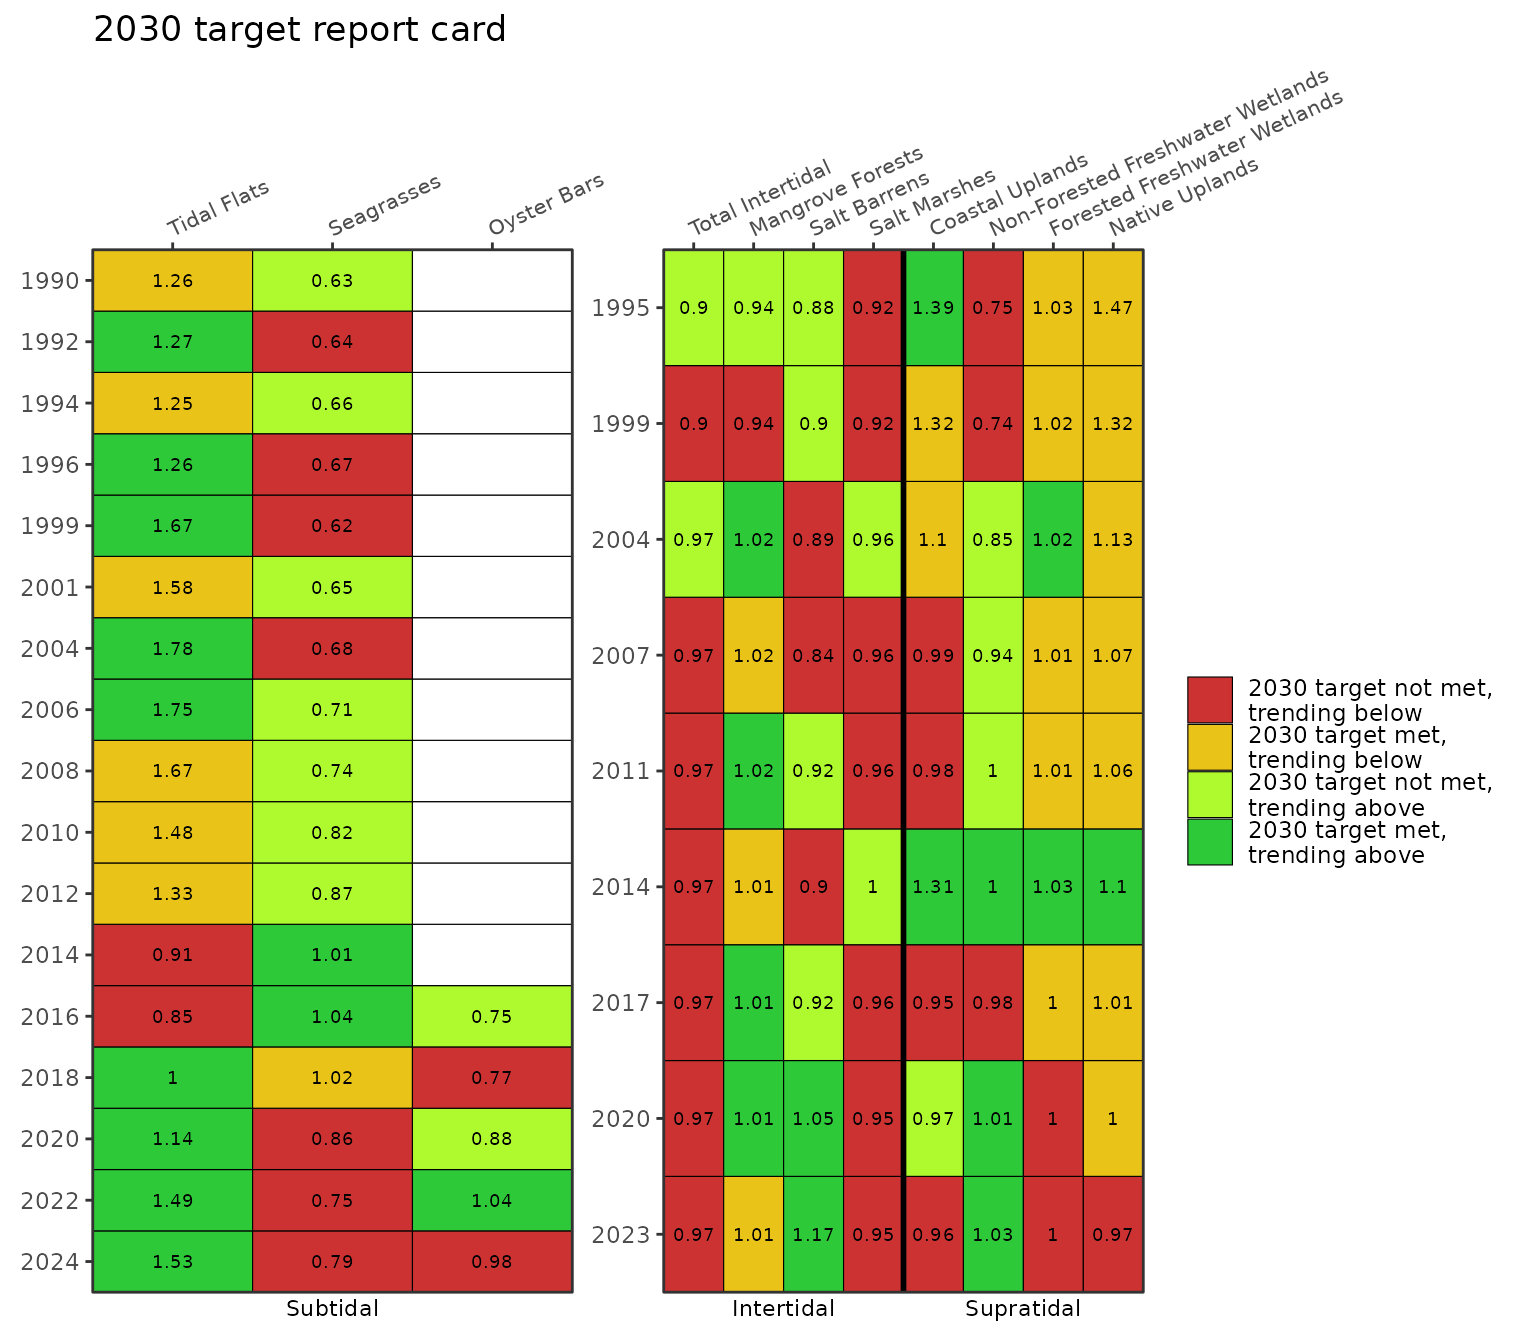 2030 target report card
Tidal Flats Seagrasses Oyster Bars
1990 1.26 0.63
1992 1.27 0.64
1994 1.25 0.66
1996 1.26 0.67
1999 1.67 0.62
2001 1.58 0.65
2004 1.78 0.68
2006 1.75 0.71
2008 1.67 0.74
2010 1.48 0.82
2012 1.33 0.87
2014 0.91 1.01
2016 0.85 1.04 0.75
2018 1 1.02 0.77
2020 1.14 0.86 0.88
2022 1.49 0.75 1.04
2024 1.53 0.79 0.98
Subtidal
Total Intertidal
Mangrove Forests
Salt Barrens
Salt Marshes
Coastal Uplands
Non-Forested Freshwater Wetlands
Forested Freshwater Wetlands
Native Uplands
1995 0.9 0.94 0.88 0.92 1.39 0.75 1.03 1.47
1999 0.9 0.94 0.9 0.92 1.32 0.74 1.02 1.32
2004 0.97 1.02 0.89 0.96 1.1 0.85 1.02 1.13
2007 0.97 1.02 0.84 0.96 0.99 0.94 1.01 1.07
2011 0.97 1.02 0.92 0.96 0.98 1 1.01 1.06
2014 0.97 1.01 0.9 1 1.31 1 1.03 1.1
2017 0.97 1.01 0.92 0.96 0.95 0.98 1 1.01
2020 0.97 1.01 1.05 0.95 0.97 1.01 1 1
2023 0.97 1.01 1.17 0.95 0.96 1.03 1 0.97
Intertidal Supratidal
2030 target not met,
trending below
2030 target met,
trending below
2030 target not met,
trending above
2030 target met,
trending above